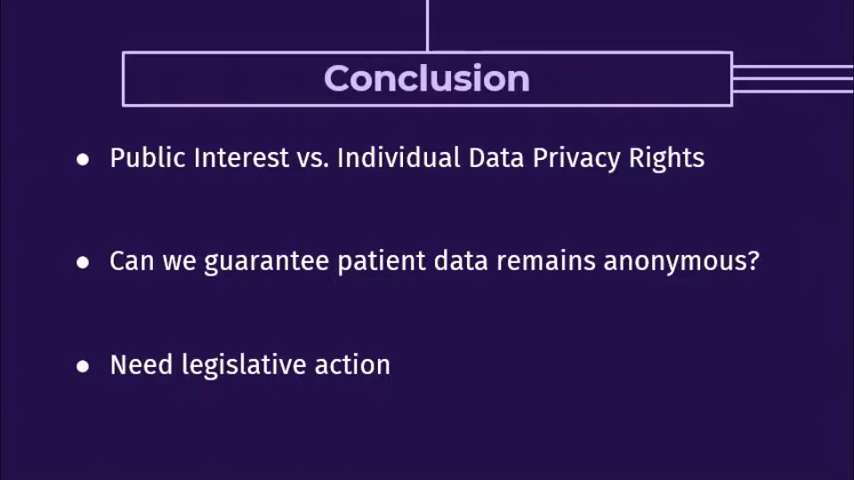 Conclusion
● Public Interest vs. Individual Data Privacy Rights
● Can we guarantee patient data remains anonymous?
● Need legislative action